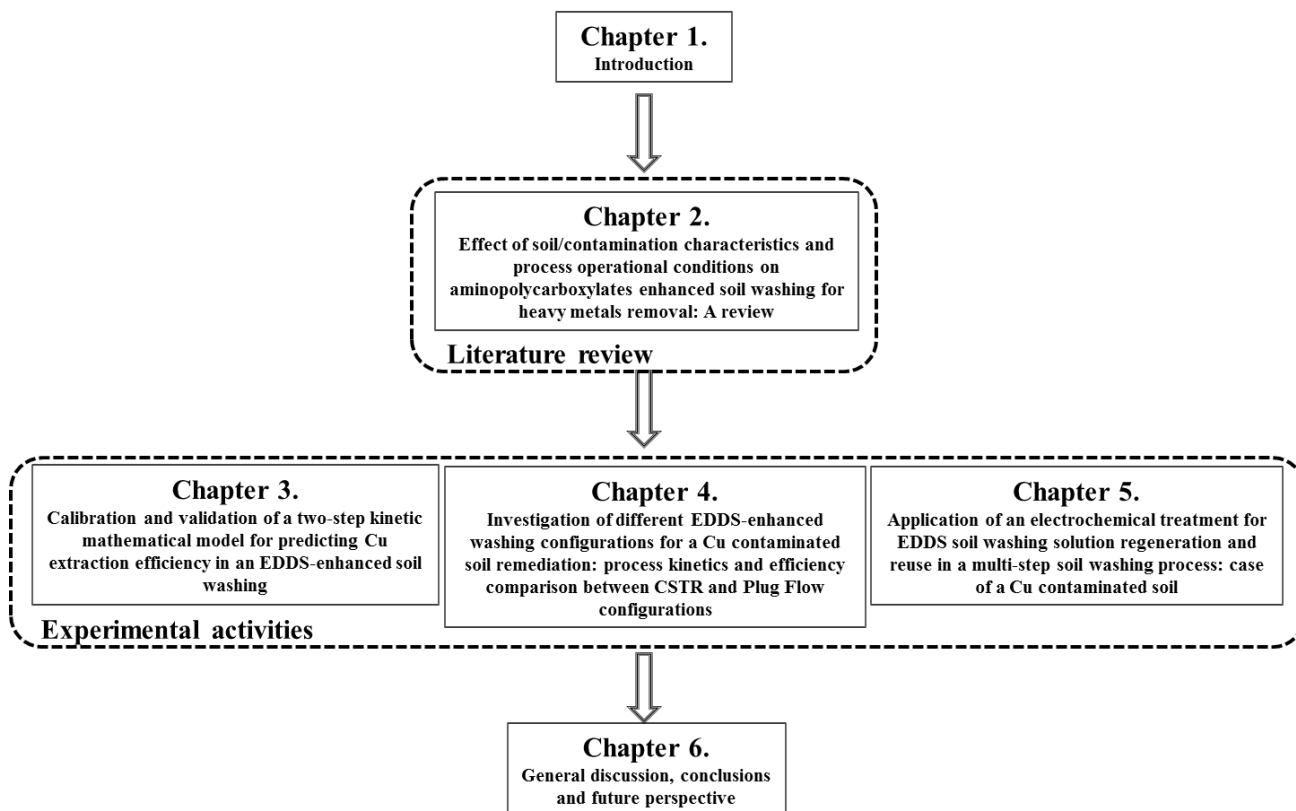 Chapter 1.
Introduction
Chapter 2.
Effect of soil/contamination characteristics and
process operational conditions on
aminopolycarboxylates enhanced soil washing for
heavy metals removal: A review
Literature review
Chapter 3.
Calibration and validation of a two-step kinetic
mathematical model for predicting Cu
extraction efficiency in an EDDS-enhanced soil
washing
Chapter 4.
Investigation of different EDDS-enhanced
washing configurations for a Cu contaminated
soil remediation: process kinetics and efficiency
comparison between CSTR and Plug Flow
configurations
Chapter 5.
Application of an electrochemical treatment for
EDDS soil washing solution regeneration and
reuse in a multi-step soil washing process: case
of a Cu contaminated soil
Experimental activities
Chapter 6.
General discussion, conclusions
and future perspective